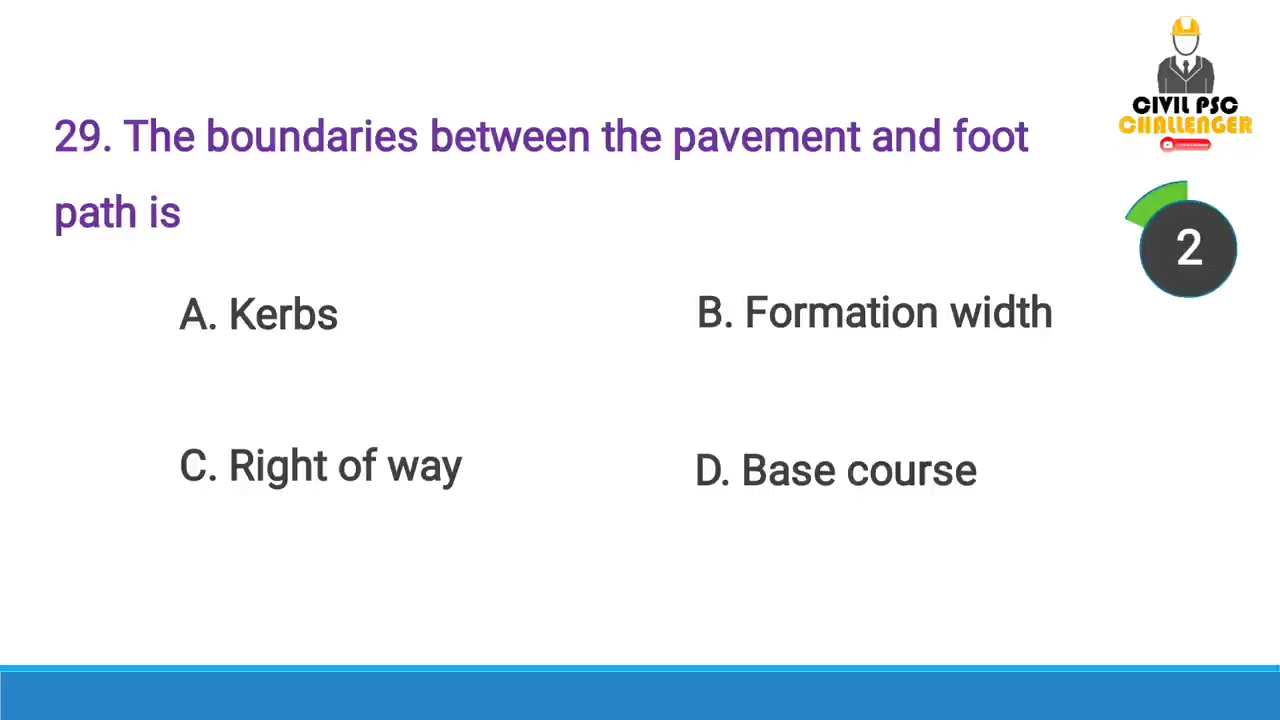 CIVIL PSC
CHALLENGER
29. The boundaries between the pavement and foot
path is
2
A. Kerbs
B. Formation width
C. Right of way
D. Base course